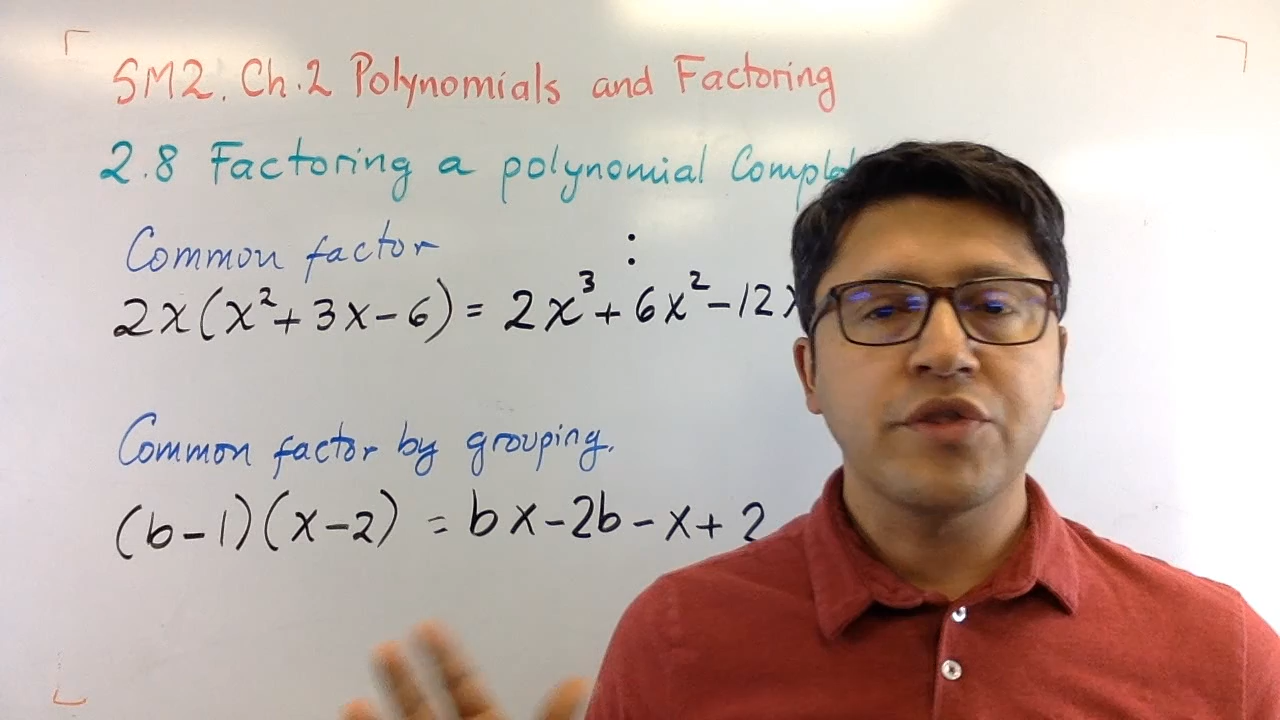 SM2. Ch.2 Polynomials and Factoring
2.8 Factoring a polynomial
Common factor :
2x(x²+3x-6) = 2x³+6x²-12x
Common factor by grouping.
(b-1)(x-2) = bx-2b-x+2